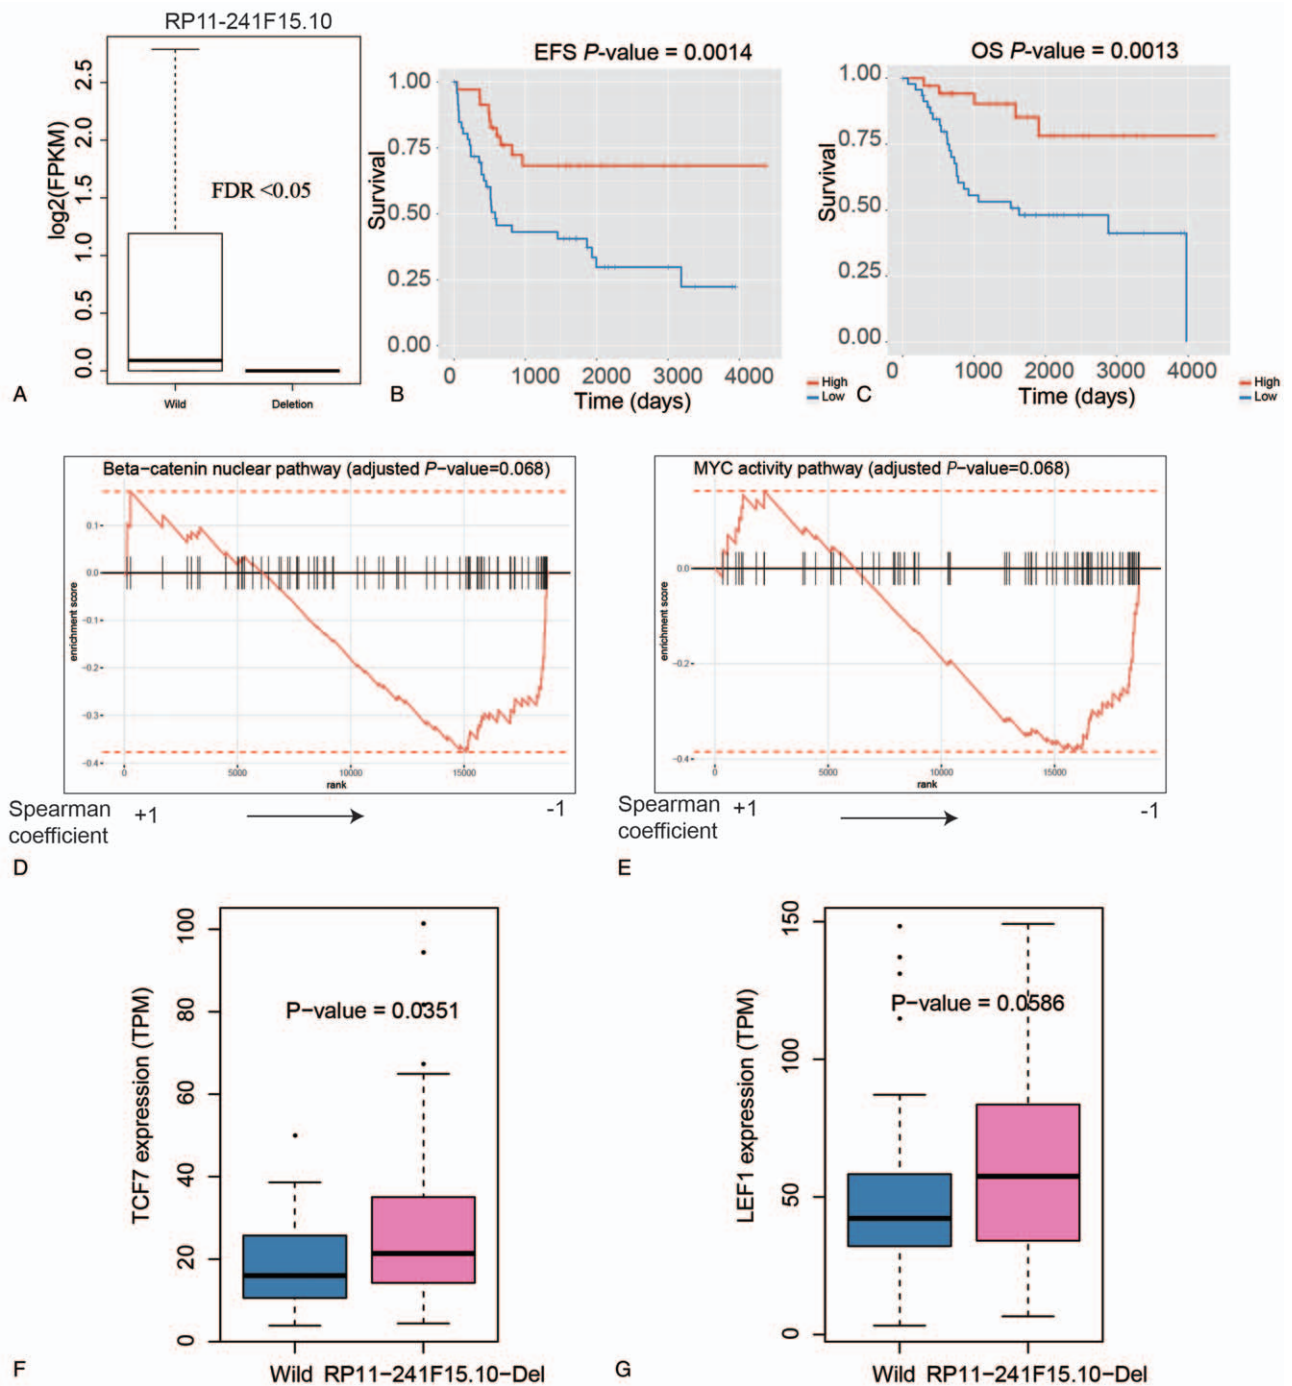 RP11-241F15.10
log2(FPKM)
2.5
2.0
1.5
1.0
0.5
0.0
FDR <0.05
Wild Deletion
A
EFS P-value = 0.0014
Survival
1.00
0.75
0.50
0.25
0.00
0 1000 2000 3000 4000
Time (days)
High
Low
B
OS P-value = 0.0013
Survival
1.00
0.75
0.50
0.25
0.00
0 1000 2000 3000 4000
Time (days)
High
Low
C
Beta−catenin nuclear pathway (adjusted P−value=0.068)
enrichment score
0.1
0.0
−0.1
−0.2
−0.3
−0.4
0 5000 10000 15000
rank
Spearman
coefficient
+1 -1
D
MYC activity pathway (adjusted P−value=0.068)
enrichment score
0.0
−0.2
−0.4
0 5000 10000 15000
rank
Spearman
coefficient
+1 -1
E
TCF7 expression (TPM)
100
80
60
40
20
0
P−value = 0.0351
Wild RP11−241F15.10−Del
F
LEF1 expression (TPM)
150
100
50
0
P−value = 0.0586
Wild RP11−241F15.10−Del
G